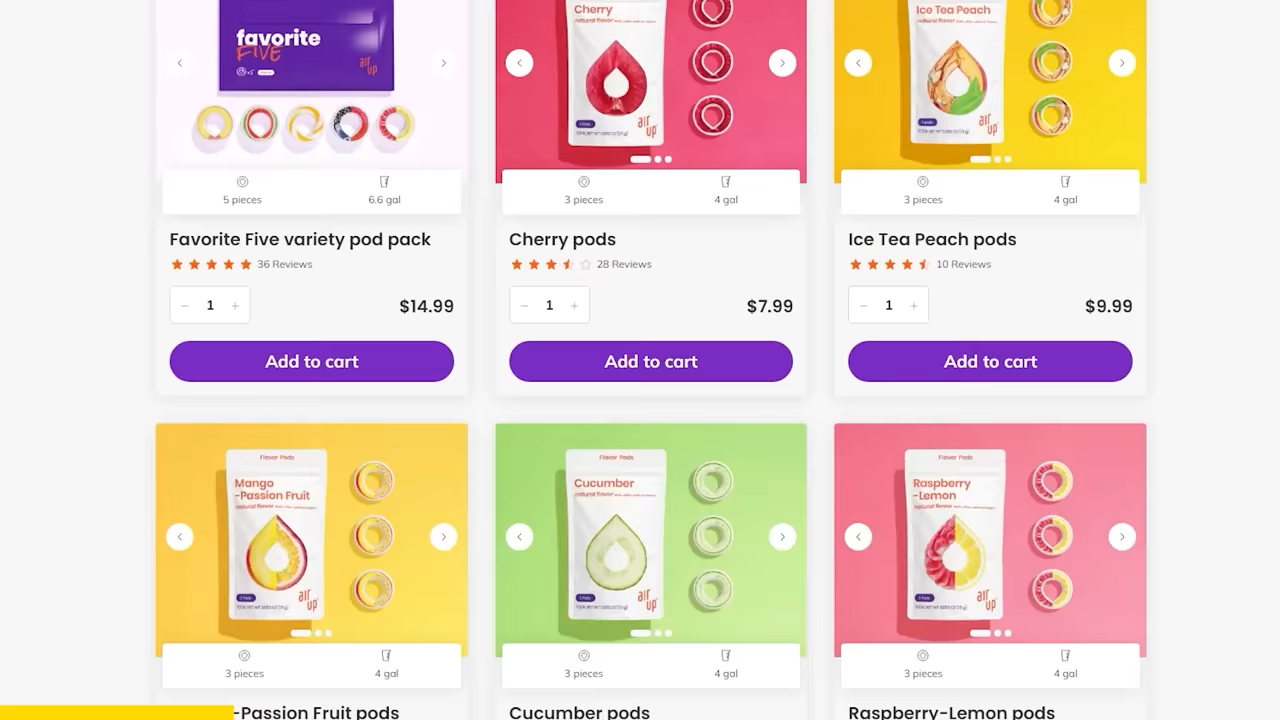 favorite
FIVE
air up
5 pieces
6.6 gal
Favorite Five variety pod pack
36 Reviews
1
$14.99
Add to cart
Cherry
natural flavor
air up
3 pieces
4 gal
Cherry pods
28 Reviews
1
$7.99
Add to cart
Ice Tea Peach
natural flavor
air up
3 pieces
4 gal
Ice Tea Peach pods
10 Reviews
1
$9.99
Add to cart
Flavor Pods
Mango
-Passion Fruit
natural flavor
air up
3 pieces
4 gal
-Passion Fruit pods
Flavor Pods
Cucumber
natural flavor
air up
3 pieces
4 gal
Cucumber pods
Flavor Pods
Raspberry
-Lemon
natural flavor
air up
3 pieces
4 gal
Raspberry-Lemon pods